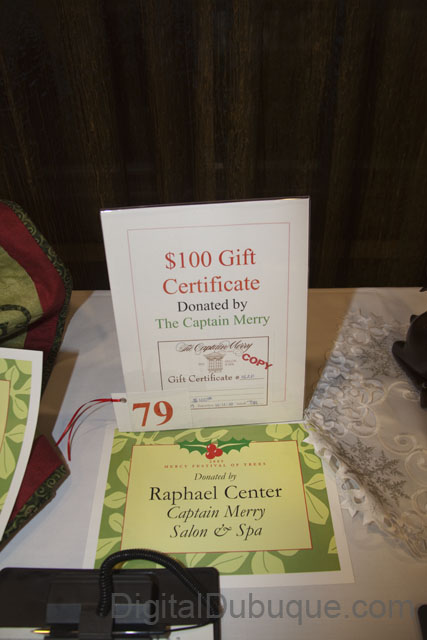 $100 Gift
Certificate
Donated by
The Captain Merry
The Captain Merry
COPY
Gift Certificate #
79
MERCY FESTIVAL OF TREES
Donated by
Raphael Center
Captain Merry
Salon & Spa
DigitalDubuque.com